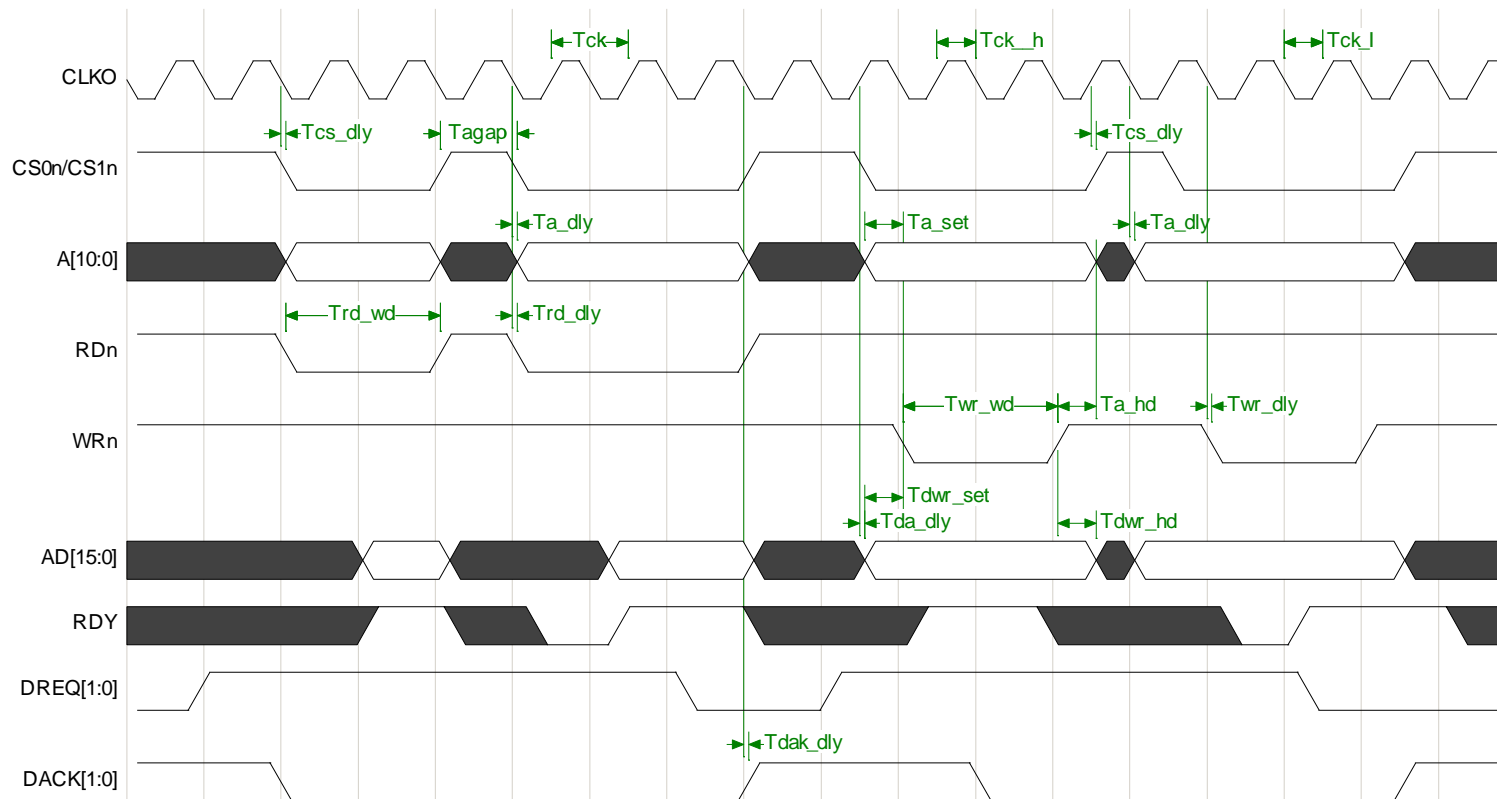 Tck Tck__h Tck_l
CLKO
Tcs_dly Tagap Tcs_dly
CS0n/CS1n
Ta_dly Ta_set Ta_dly
A[10:0]
Trd_wd Trd_dly
RDn
Twr_wd Ta_hd Twr_dly
WRn
Tdwr_set
Tda_dly Tdwr_hd
AD[15:0]
RDY
DREQ[1:0]
Tdak_dly
DACK[1:0]